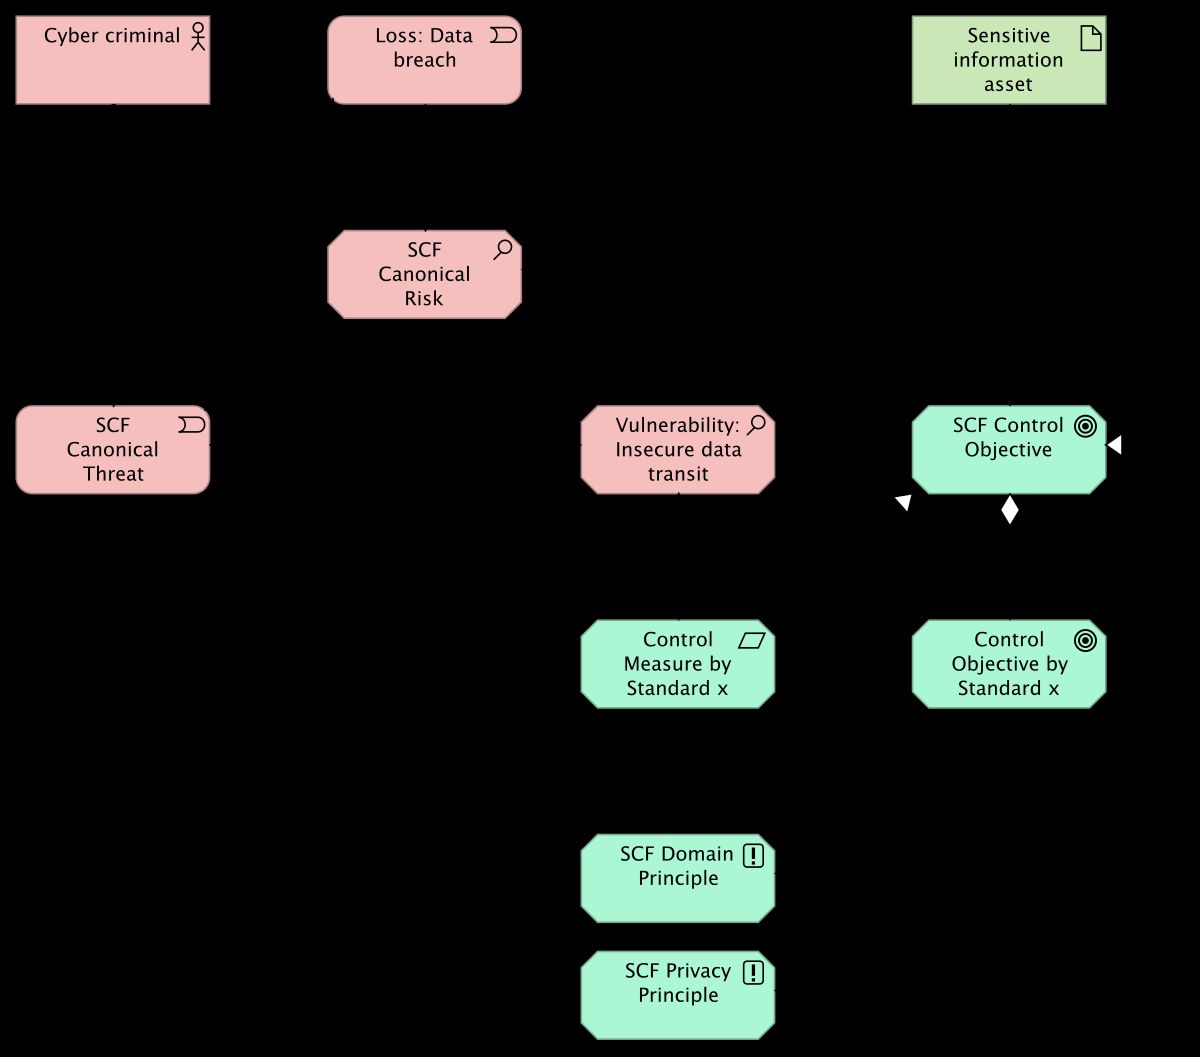 Cyber criminal
Loss: Data
breach
Sensitive
information
asset
SCF
Canonical
Risk
SCF
Canonical
Threat
Vulnerability:
Insecure data
transit
SCF Control
Objective
Control
Measure by
Standard x
Control
Objective by
Standard x
SCF Domain
Principle
SCF Privacy
Principle